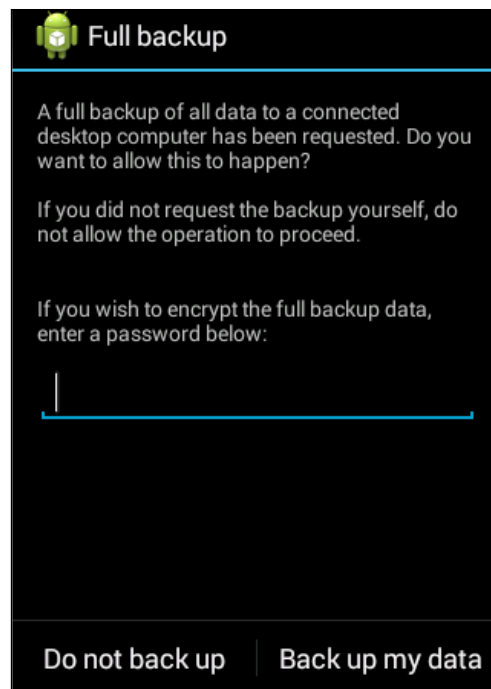 Full backup
A full backup of all data to a connected
desktop computer has been requested. Do you
want to allow this to happen?
If you did not request the backup yourself, do
not allow the operation to proceed.
If you wish to encrypt the full backup data,
enter a password below:
Do not back up
Back up my data